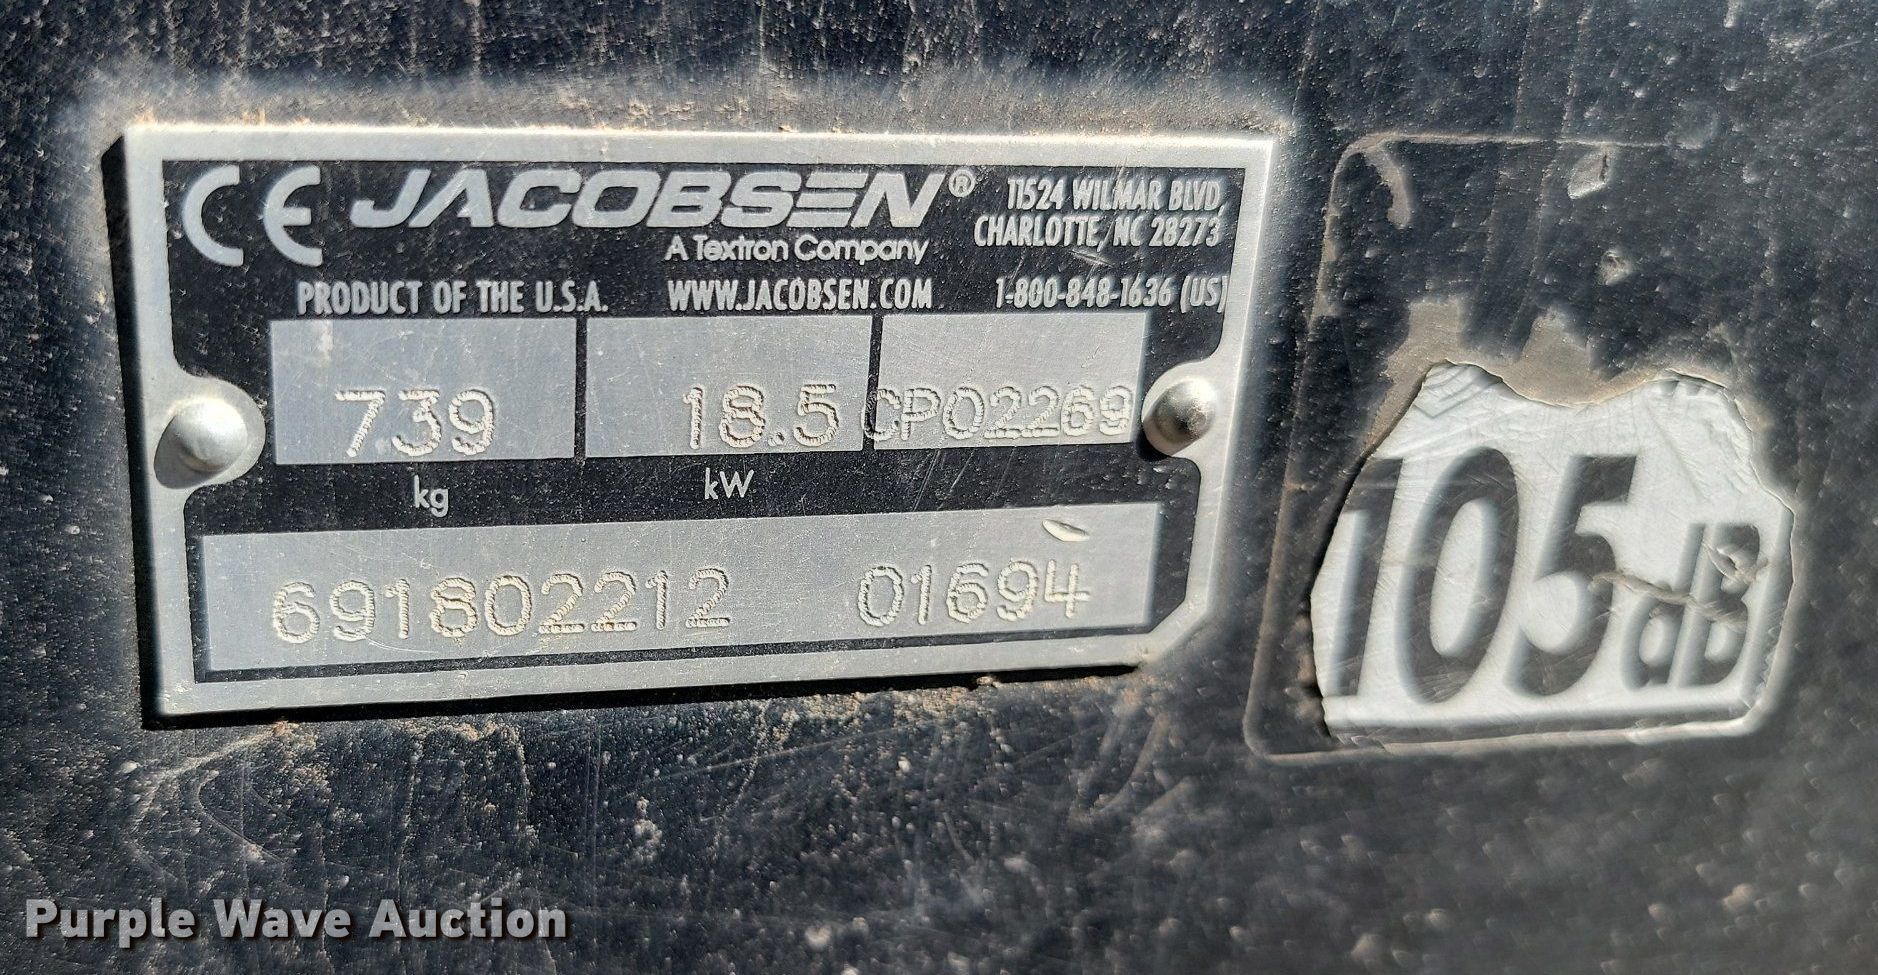 CE JACOBSEN® 11524 WILMAR BLVD,
A Textron Company CHARLOTTE, NC 28273
PRODUCT OF THE U.S.A. WWW.JACOBSEN.COM 1-800-848-1636 (US)
739 18.5 CP02269
kg kW
691802212 01694
105dB
Purple Wave Auction